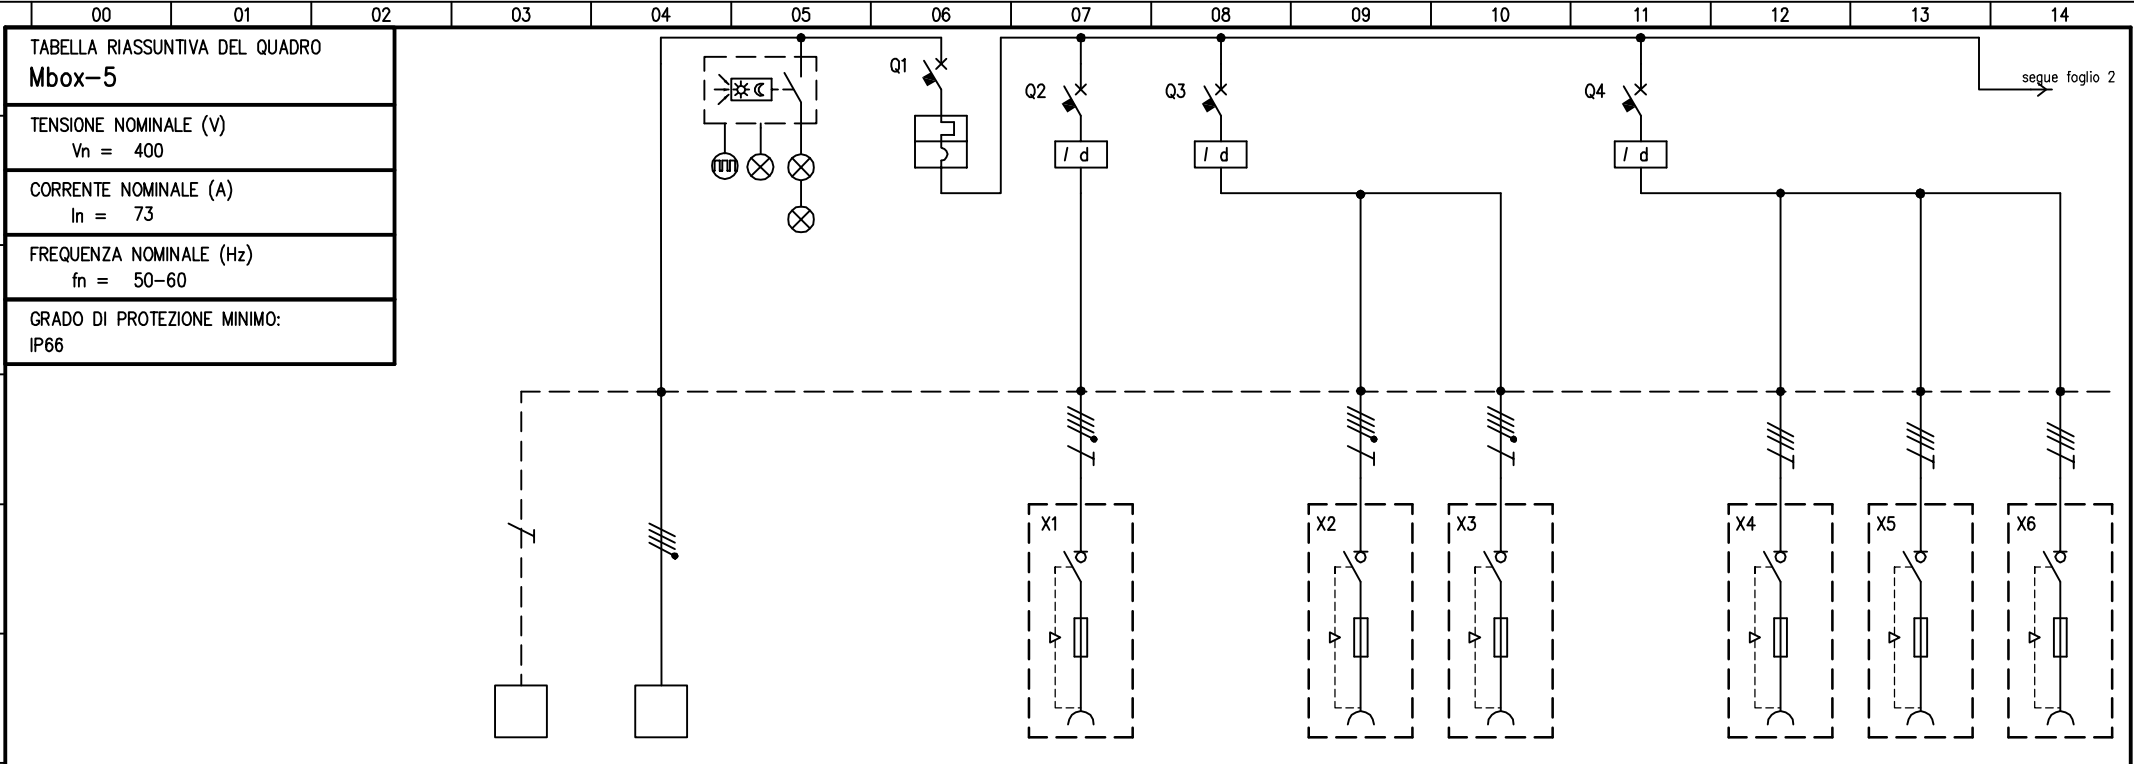 00 01 02 03 04 05 06 07 08 09 10 11 12 13 14
TABELLA RIASSUNTIVA DEL QUADRO
Mbox-5
TENSIONE NOMINALE (V)
Vn = 400
CORRENTE NOMINALE (A)
In = 73
FREQUENZA NOMINALE (Hz)
fn = 50-60
GRADO DI PROTEZIONE MINIMO:
IP66
Q1
Q2
Q3
Q4
segue foglio 2
I d
I d
I d
X1
X2
X3
X4
X5
X6